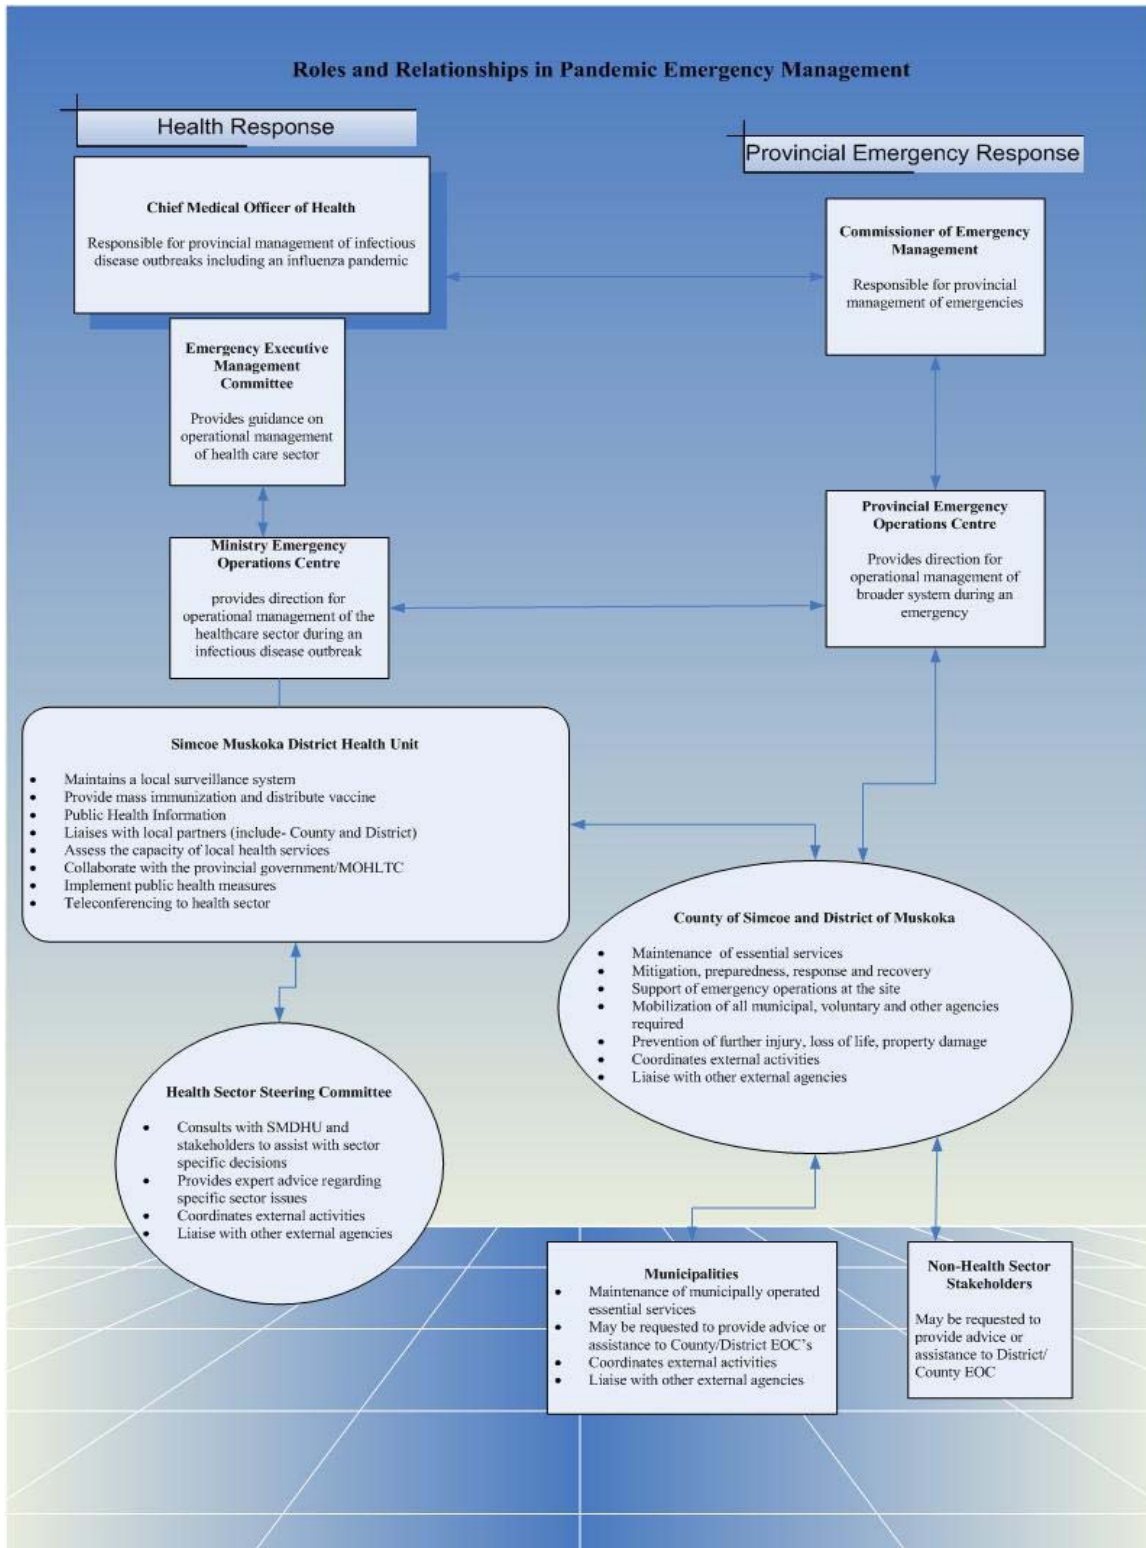 Roles and Relationships in Pandemic Emergency Management
Health Response
Provincial Emergency Response
Chief Medical Officer of Health
Responsible for provincial management of infectious
disease outbreaks including an influenza pandemic
Commissioner of Emergency
Management
Responsible for provincial
management of emergencies
Emergency Executive
Management
Committee
Provides guidance on
operational management
of health care sector
Ministry Emergency
Operations Centre
provides direction for
operational management of the
healthcare sector during an
infectious disease outbreak
Provincial Emergency
Operations Centre
Provides direction for
operational management of
broader system during an
emergency
Simcoe Muskoka District Health Unit
• Maintains a local surveillance system
• Provide mass immunization and distribute vaccine
• Public Health Information
• Liaises with local partners (include- County and District)
• Assess the capacity of local health services
• Collaborate with the provincial government/MOHLTC
• Implement public health measures
• Teleconferencing to health sector
County of Simcoe and District of Muskoka
• Maintenance of essential services
• Mitigation, preparedness, response and recovery
• Support of emergency operations at the site
• Mobilization of all municipal, voluntary and other agencies
required
• Prevention of further injury, loss of life, property damage
• Coordinates external activities
• Liaise with other external agencies
Health Sector Steering Committee
• Consults with SMDHU and
stakeholders to assist with sector
specific decisions
• Provides expert advice regarding
specific sector issues
• Coordinates external activities
• Liaise with other external agencies
Municipalities
• Maintenance of municipally operated
essential services
• May be requested to provide advice or
assistance to County/District EOC's
• Coordinates external activities
• Liaise with other external agencies
Non-Health Sector
Stakeholders
May be requested to
provide advice or
assistance to District/
County EOC